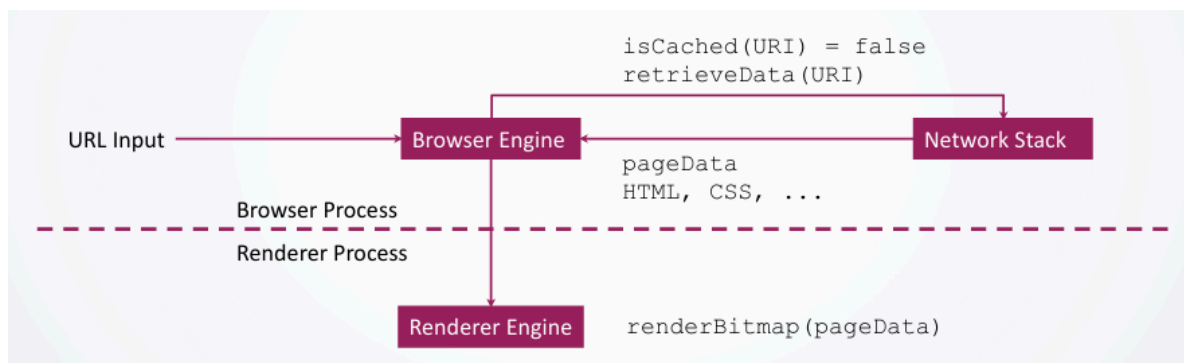 isCached(URI) = false
retrieveData(URI)
URL Input
Browser Engine
Network Stack
pageData
HTML, CSS, ...
Browser Process
Renderer Process
Renderer Engine
renderBitmap(pageData)